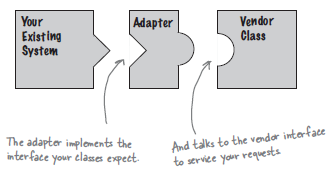 Your
Existing
System
Adapter
Vendor
Class
The adapter implements the
interface your classes expect.
And talks to the vendor interface
to service your requests.